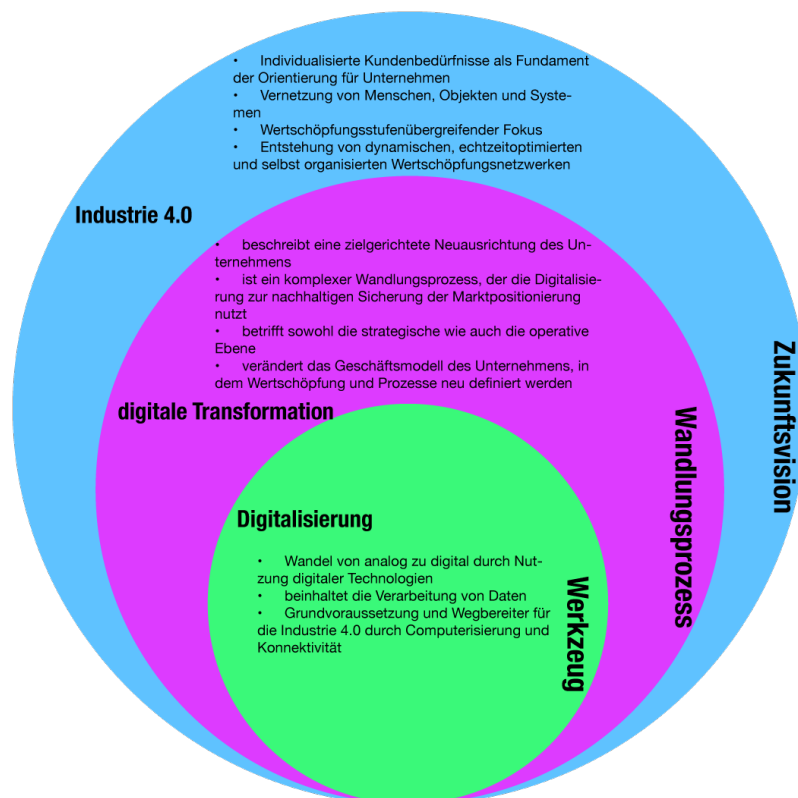 • Individualisierte Kundenbedürfnisse als Fundament
der Orientierung für Unternehmen
• Vernetzung von Menschen, Objekten und Syste-
men
• Wertschöpfungsstufenübergreifender Fokus
• Entstehung von dynamischen, echtzeitoptimierten
und selbst organisierten Wertschöpfungsnetzwerken
Industrie 4.0
• beschreibt eine zielgerichtete Neuausrichtung des Un-
ternehmens
• ist ein komplexer Wandlungsprozess, der die Digitalisie-
rung zur nachhaltigen Sicherung der Marktpositionierung
nutzt
• betrifft sowohl die strategische wie auch die operative
Ebene
• verändert das Geschäftsmodell des Unternehmens, in
dem Wertschöpfung und Prozesse neu definiert werden
digitale Transformation
Zukunftsvision
Wandlungsprozess
Digitalisierung
• Wandel von analog zu digital durch Nut-
zung digitaler Technologien
• beinhaltet die Verarbeitung von Daten
• Grundvoraussetzung und Wegbereiter für
die Industrie 4.0 durch Computerisierung und
Konnektivität
Werkzeug